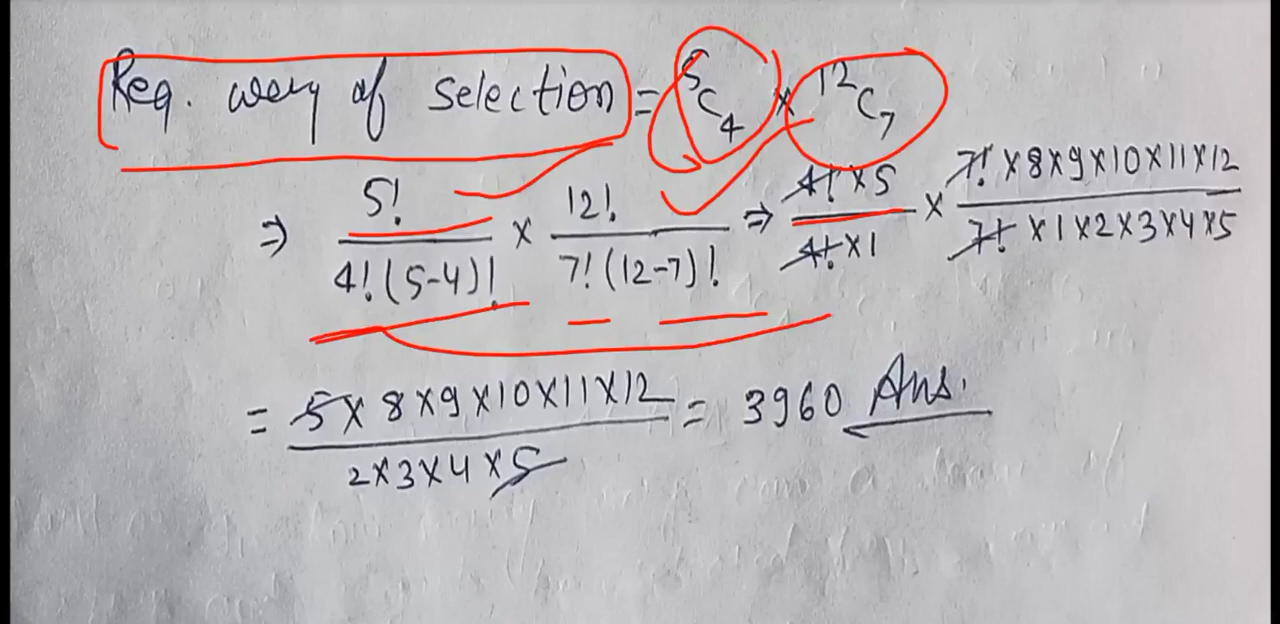 Req. way of selection = ⁵C₄ × ¹²C₇
⇒ 5!/4!(5-4)! × 12!/7!(12-7)! ⇒ 4!×5/4!×1 × 7!×8×9×10×11×12/7!×1×2×3×4×5
= 5×8×9×10×11×12/2×3×4×5 = 3960 Ans.